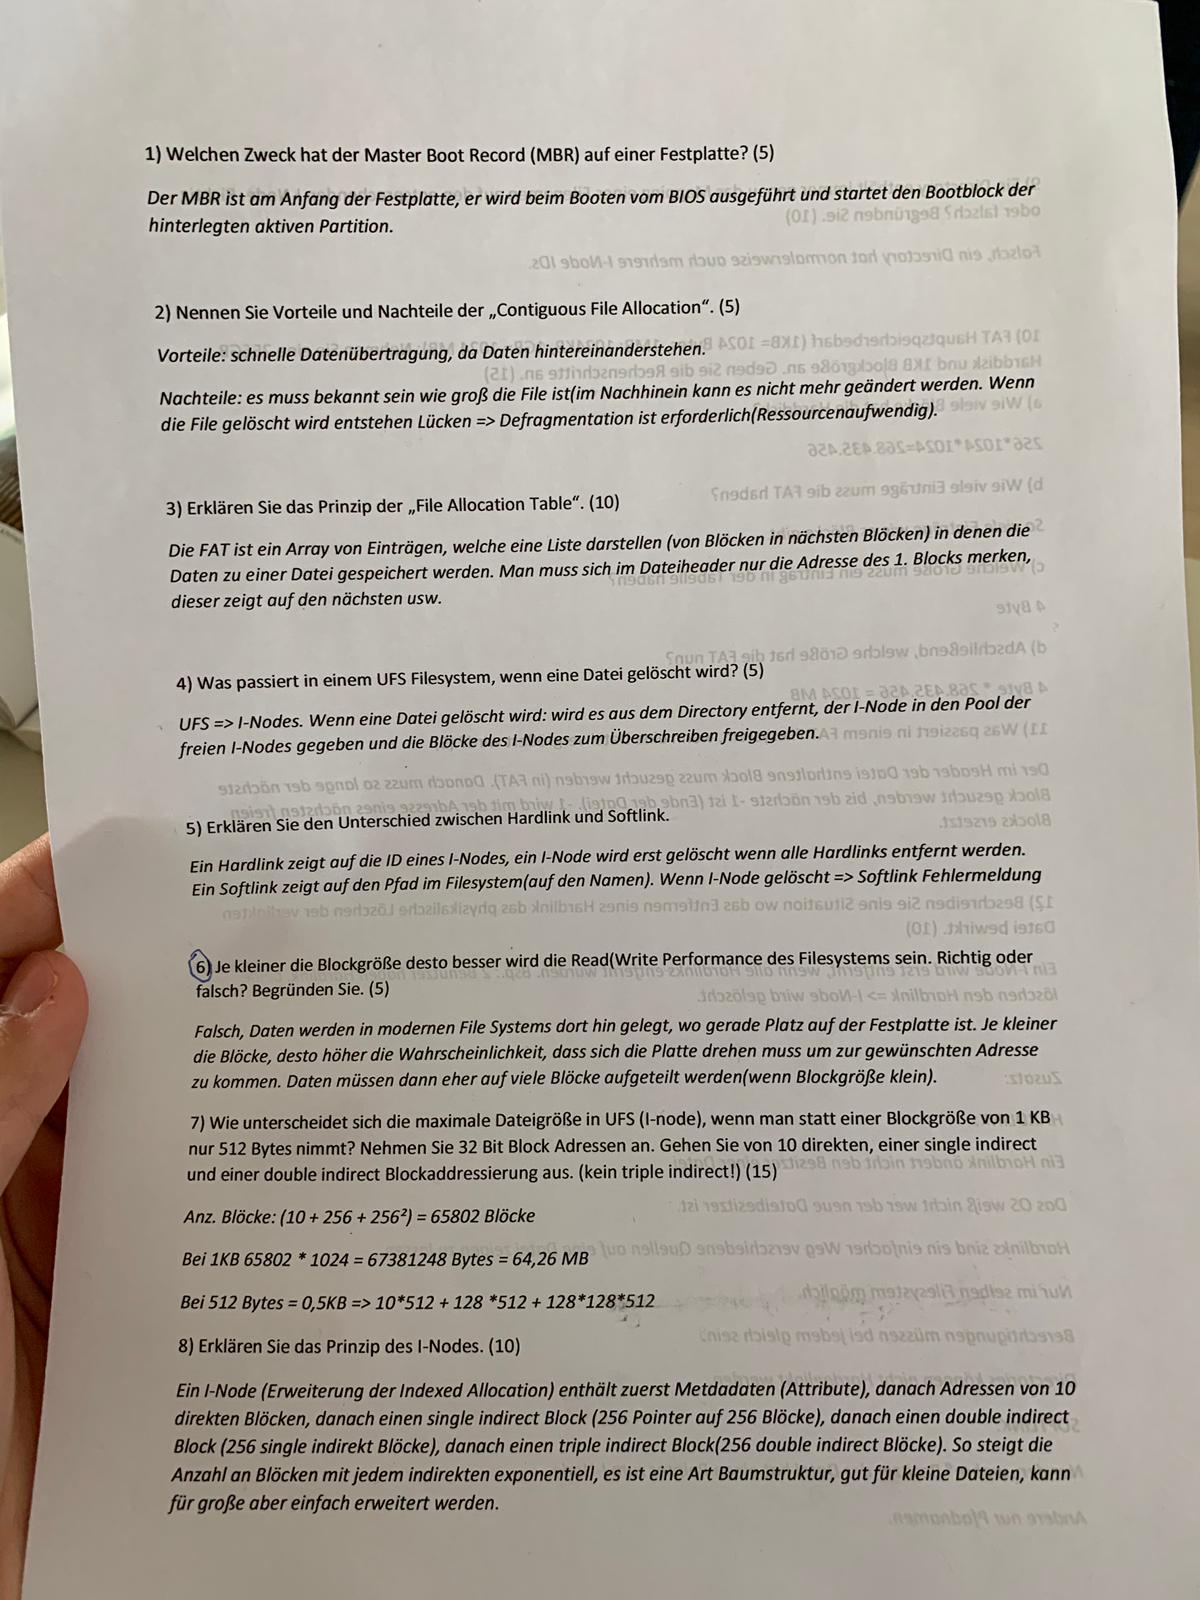 1) Welchen Zweck hat der Master Boot Record (MBR) auf einer Festplatte? (5)
Der MBR ist am Anfang der Festplatte, er wird beim Booten vom BIOS ausgeführt und startet den Bootblock der
hinterlegten aktiven Partition.
2) Nennen Sie Vorteile und Nachteile der „Contiguous File Allocation“. (5)
Vorteile: schnelle Datenübertragung, da Daten hintereinanderstehen.
Nachteile: es muss bekannt sein wie groß die File ist(im Nachhinein kann es nicht mehr geändert werden. Wenn
die File gelöscht wird entstehen Lücken => Defragmentation ist erforderlich(Ressourcenaufwendig).
3) Erklären Sie das Prinzip der „File Allocation Table“. (10)
Die FAT ist ein Array von Einträgen, welche eine Liste darstellen (von Blöcken in nächsten Blöcken) in denen die
Daten zu einer Datei gespeichert werden. Man muss sich im Dateiheader nur die Adresse des 1. Blocks merken,
dieser zeigt auf den nächsten usw.
4) Was passiert in einem UFS Filesystem, wenn eine Datei gelöscht wird? (5)
UFS => I-Nodes. Wenn eine Datei gelöscht wird: wird es aus dem Directory entfernt, der I-Node in den Pool der
freien I-Nodes gegeben und die Blöcke des I-Nodes zum Überschreiben freigegeben.
5) Erklären Sie den Unterschied zwischen Hardlink und Softlink.
Ein Hardlink zeigt auf die ID eines I-Nodes, ein I-Node wird erst gelöscht wenn alle Hardlinks entfernt werden.
Ein Softlink zeigt auf den Pfad im Filesystem(auf den Namen). Wenn I-Node gelöscht => Softlink Fehlermeldung
6) Je kleiner die Blockgröße desto besser wird die Read(Write Performance des Filesystems sein. Richtig oder
falsch? Begründen Sie. (5)
Falsch, Daten werden in modernen File Systems dort hin gelegt, wo gerade Platz auf der Festplatte ist. Je kleiner
die Blöcke, desto höher die Wahrscheinlichkeit, dass sich die Platte drehen muss um zur gewünschten Adresse
zu kommen. Daten müssen dann eher auf viele Blöcke aufgeteilt werden(wenn Blockgröße klein).
7) Wie unterscheidet sich die maximale Dateigröße in UFS (I-node), wenn man statt einer Blockgröße von 1 KB
nur 512 Bytes nimmt? Nehmen Sie 32 Bit Block Adressen an. Gehen Sie von 10 direkten, einer single indirect
und einer double indirect Blockaddressierung aus. (kein triple indirect!) (15)
Anz. Blöcke: (10 + 256 + 256²) = 65802 Blöcke
Bei 1KB 65802 * 1024 = 67381248 Bytes = 64,26 MB
Bei 512 Bytes = 0,5KB => 10*512 + 128 *512 + 128*128*512
8) Erklären Sie das Prinzip des I-Nodes. (10)
Ein I-Node (Erweiterung der Indexed Allocation) enthält zuerst Metdadaten (Attribute), danach Adressen von 10
direkten Blöcken, danach einen single indirect Block (256 Pointer auf 256 Blöcke), danach einen double indirect
Block (256 single indirekt Blöcke), danach einen triple indirect Block(256 double indirect Blöcke). So steigt die
Anzahl an Blöcken mit jedem indirekten exponentiell, es ist eine Art Baumstruktur, gut für kleine Dateien, kann
für große aber einfach erweitert werden.